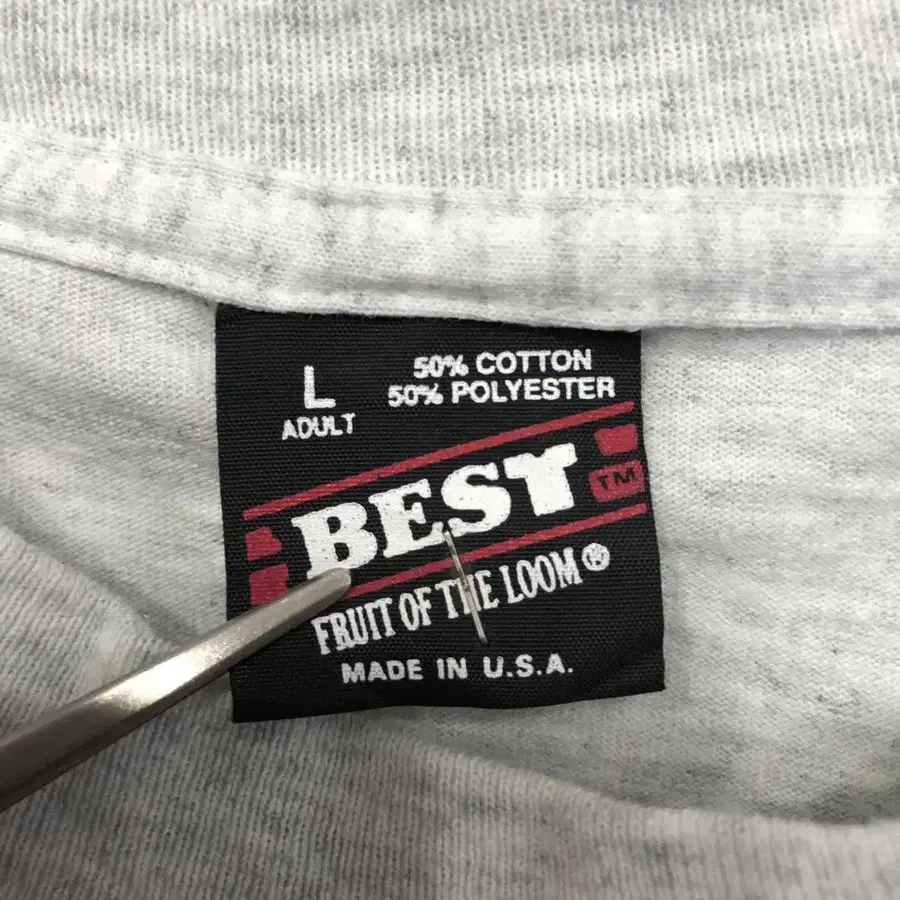 L
ADULT
50% COTTON
50% POLYESTER
BEST
TM
FRUIT OF THE LOOM®
MADE IN U.S.A.